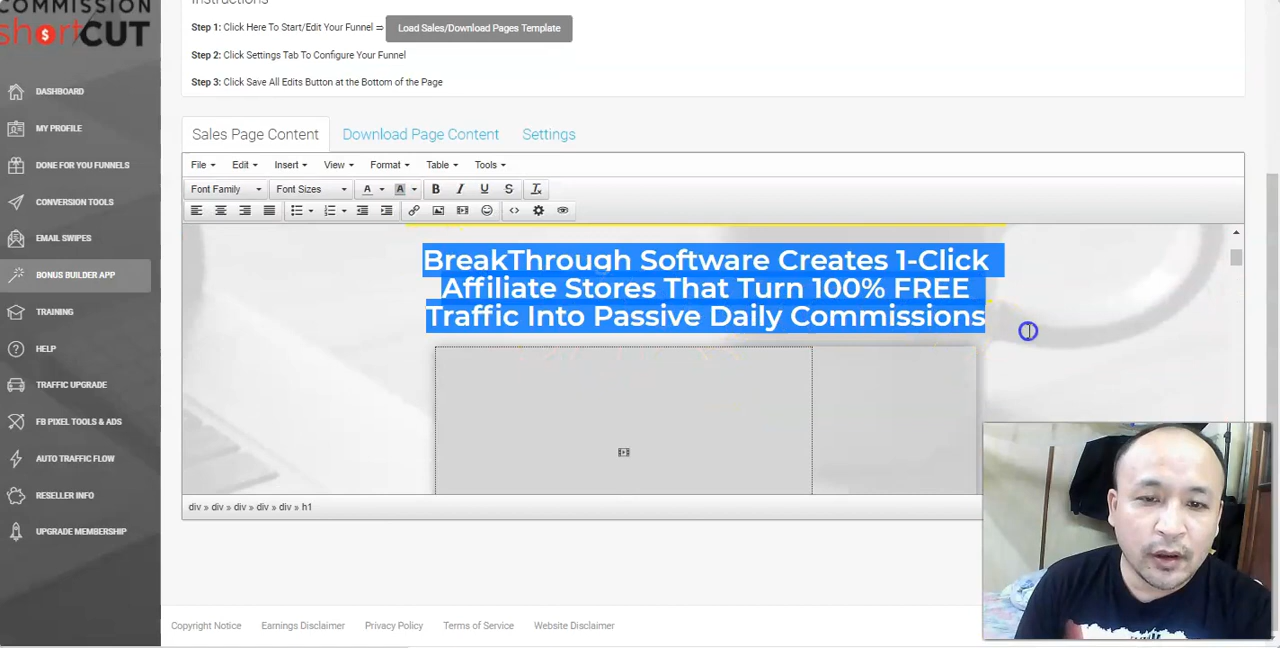 COMMISSION
shortCUT
DASHBOARD
MY PROFILE
DONE FOR YOU FUNNELS
CONVERSION TOOLS
EMAIL SWIPES
BONUS BUILDER APP
TRAINING
HELP
TRAFFIC UPGRADE
FB PIXEL TOOLS & ADS
AUTO TRAFFIC FLOW
RESELLER INFO
UPGRADE MEMBERSHIP
Instructions
Step 1: Click Here To Start/Edit Your Funnel ⇒ Load Sales/Download Pages Template
Step 2: Click Settings Tab To Configure Your Funnel
Step 3: Click Save All Edits Button at the Bottom of the Page
Sales Page Content Download Page Content Settings
File Edit Insert View Format Table Tools
Font Family Font Sizes A A B I U S Tx
BreakThrough Software Creates 1-Click
Affiliate Stores That Turn 100% FREE
Traffic Into Passive Daily Commissions
div » div » div » div » div » h1
Copyright Notice Earnings Disclaimer Privacy Policy Terms of Service Website Disclaimer